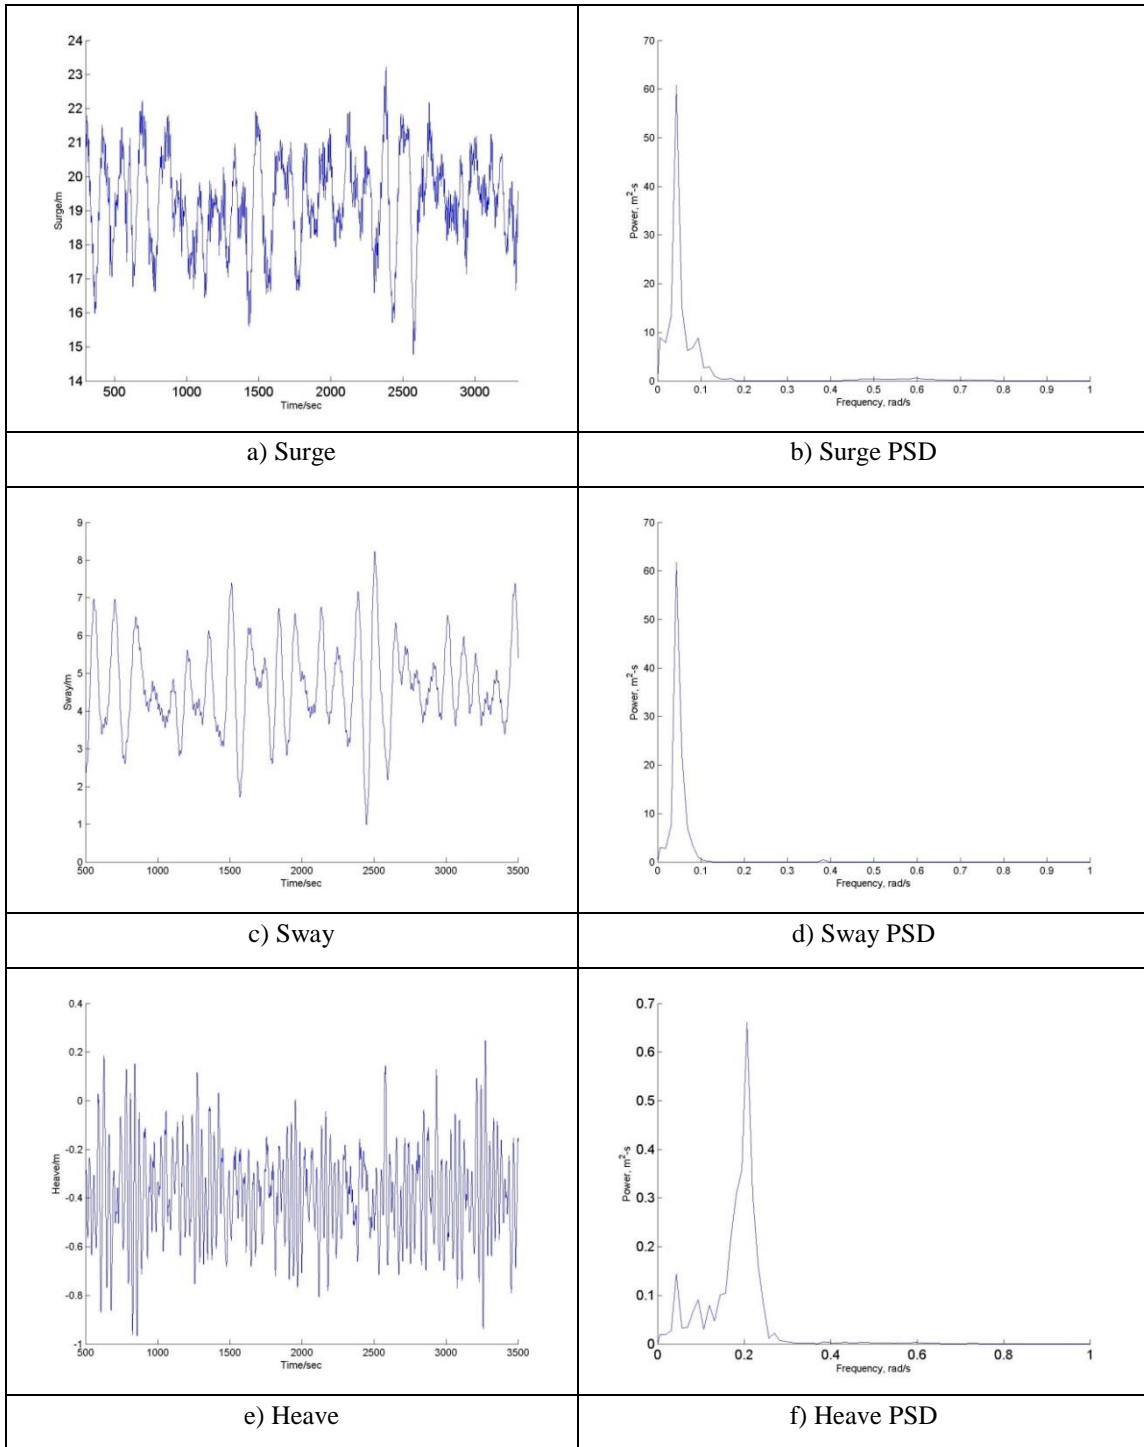 24
23
22
21
20
19
18
17
16
15
14
Surge/m
500 1000 1500 2000 2500 3000
Time/sec
70
60
50
40
30
20
10
0
Power, m²-s
0 0.1 0.2 0.3 0.4 0.5 0.6 0.7 0.8 0.9 1
Frequency, rad/s
a) Surge
b) Surge PSD
9
8
7
6
5
4
3
2
1
0
Sway/m
500 1000 1500 2000 2500 3000 3500
Time/sec
70
60
50
40
30
20
10
0
Power, m²-s
0 0.1 0.2 0.3 0.4 0.5 0.6 0.7 0.8 0.9 1
Frequency, rad/s
c) Sway
d) Sway PSD
0.4
0.2
0
-0.2
-0.4
-0.6
-0.8
-1
Heave/m
500 1000 1500 2000 2500 3000 3500
Time/sec
0.7
0.6
0.5
0.4
0.3
0.2
0.1
0
Power, m²-s
0 0.2 0.4 0.6 0.8 1
Frequency, rad/s
e) Heave
f) Heave PSD